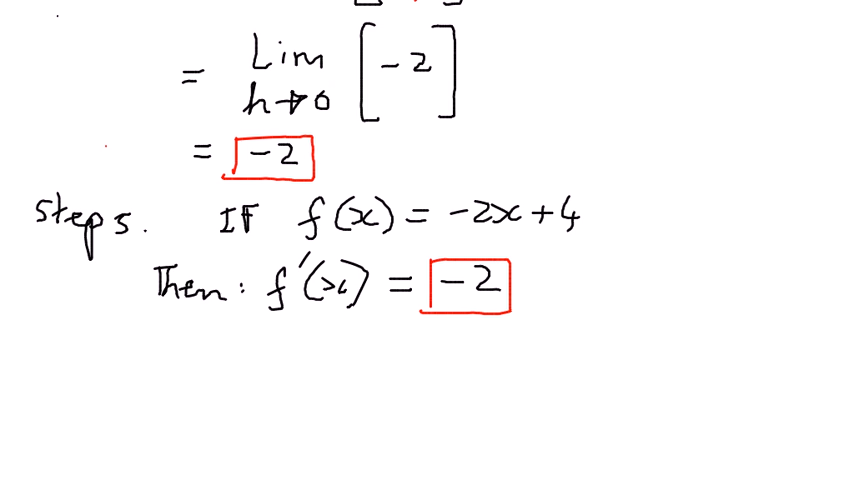 = Lim [-2]
h→0
= -2
Step 5. IF f(x) = -2x+4
Then: f'(x) = -2